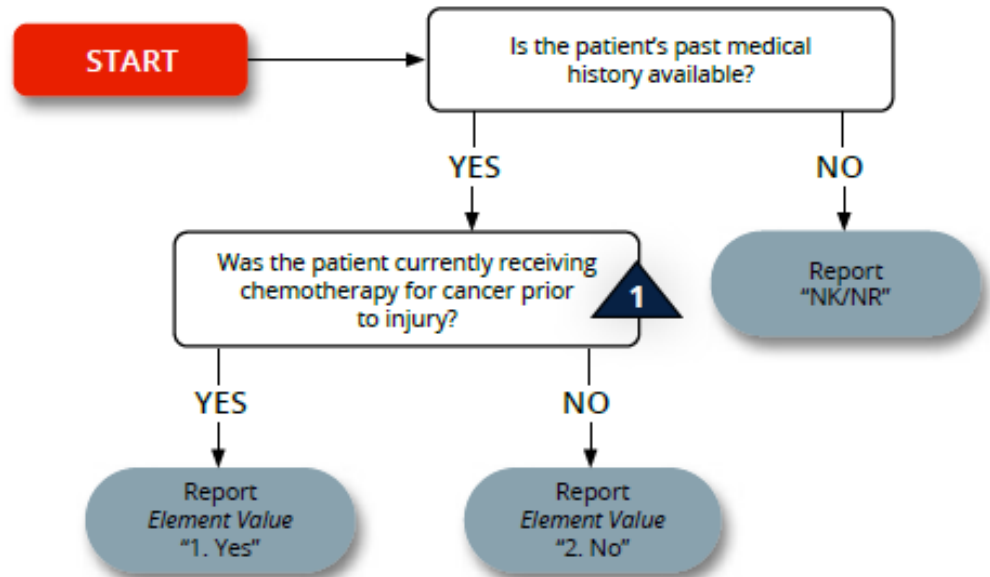 START
Is the patient’s past medical
history available?
YES
NO
Was the patient currently receiving
chemotherapy for cancer prior
to injury?
1
Report
“NK/NR”
YES
NO
Report
Element Value
“1. Yes”
Report
Element Value
“2. No”